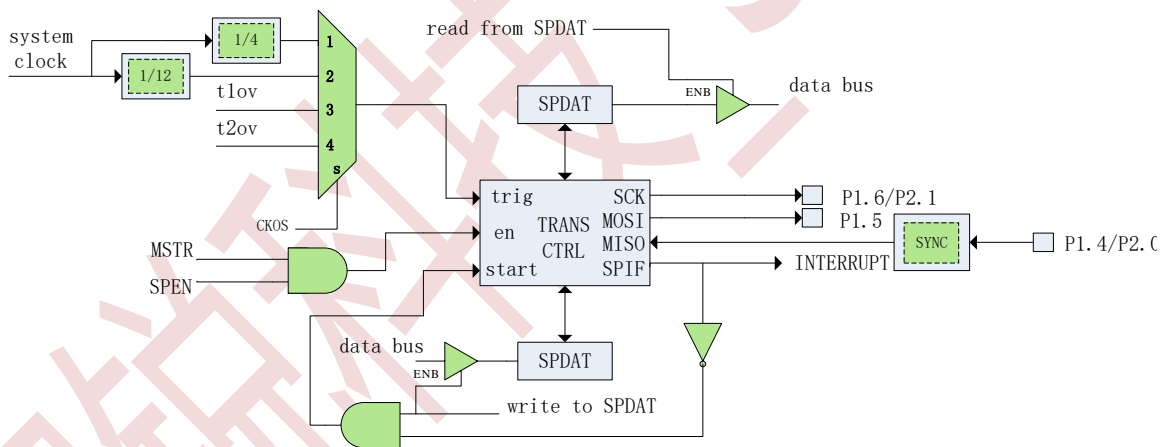 system
clock
1/4
1/12
t1ov
t2ov
1
2
3
4
s
CKOS
MSTR
SPEN
read from SPDAT
ENB
data bus
SPDAT
trig
en
start
TRANS
CTRL
SCK
MOSI
MISO
SPIF
P1.6/P2.1
P1.5
SYNC
P1.4/P2.0
INTERRUPT
data bus
ENB
SPDAT
write to SPDAT